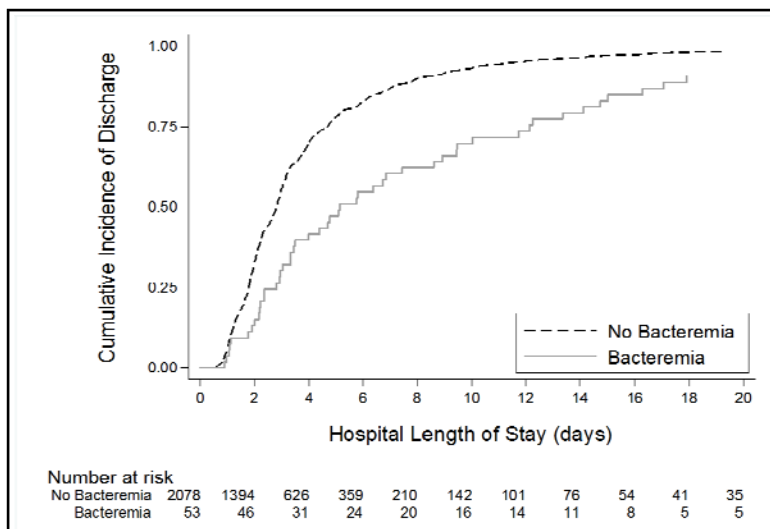 1.00
0.75
0.50
0.25
0.00
Cumulative Incidence of Discharge
No Bacteremia
Bacteremia
0 2 4 6 8 10 12 14 16 18 20
Hospital Length of Stay (days)
Number at risk
No Bacteremia 2078 1394 626 359 210 142 101 76 54 41 35
Bacteremia 53 46 31 24 20 16 14 11 8 5 5